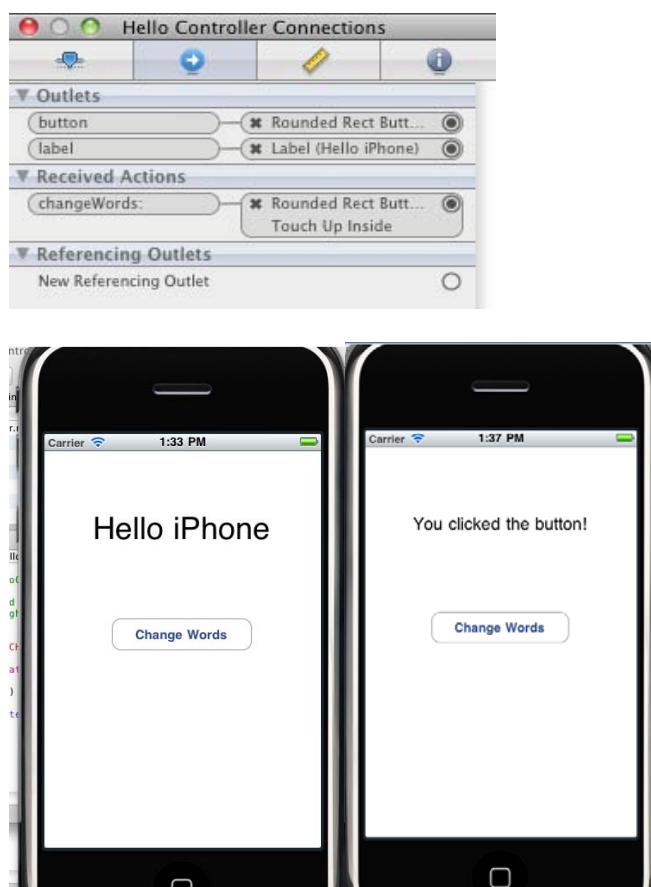 Hello Controller Connections
Outlets
button
Rounded Rect Butt...
label
Label (Hello iPhone)
Received Actions
changeWords:
Rounded Rect Butt...
Touch Up Inside
Referencing Outlets
New Referencing Outlet
Carrier 1:33 PM
Hello iPhone
Change Words
Carrier 1:37 PM
You clicked the button!
Change Words